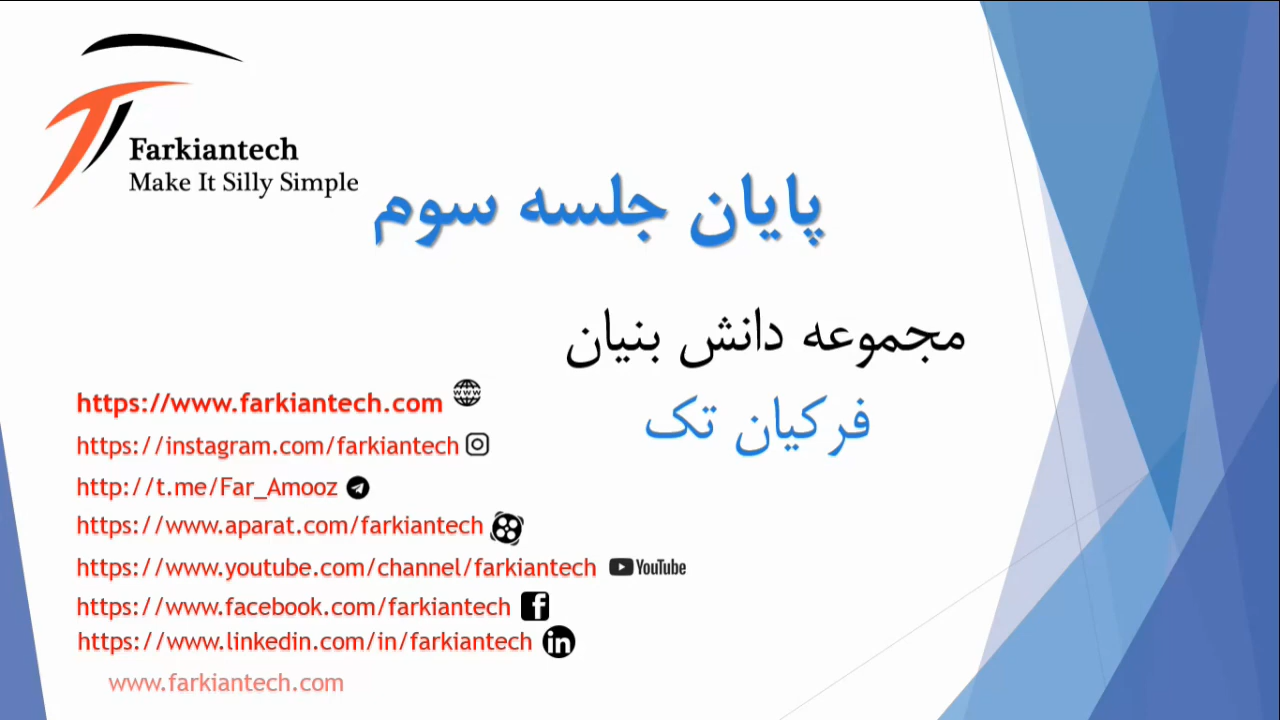 Farkiantech
Make It Silly Simple
پایان جلسه سوم
مجموعه دانش بنیان
فرکیان تک
https://www.farkiantech.com
https://instagram.com/farkiantech
http://t.me/Far_Amooz
https://www.aparat.com/farkiantech
https://www.youtube.com/channel/farkiantech YouTube
https://www.facebook.com/farkiantech
https://www.linkedin.com/in/farkiantech
www.farkiantech.com